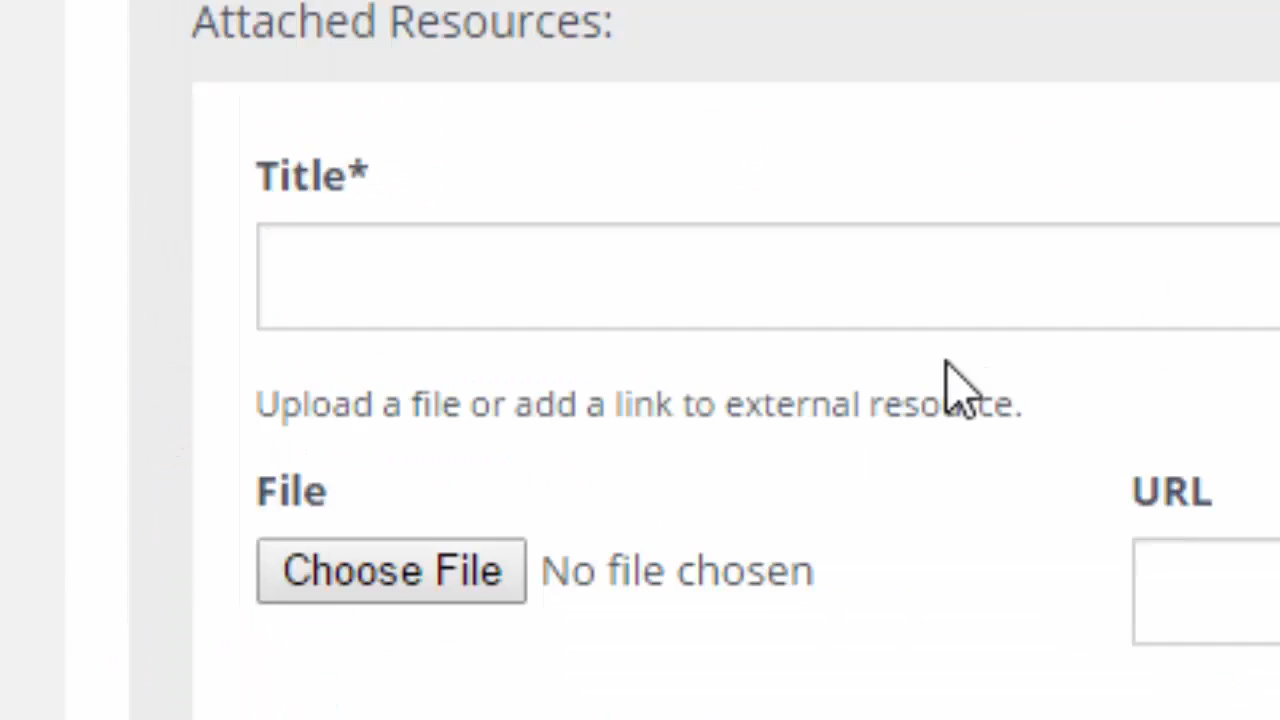 Attached Resources:
Title*
Upload a file or add a link to external resource.
File
URL
Choose File No file chosen